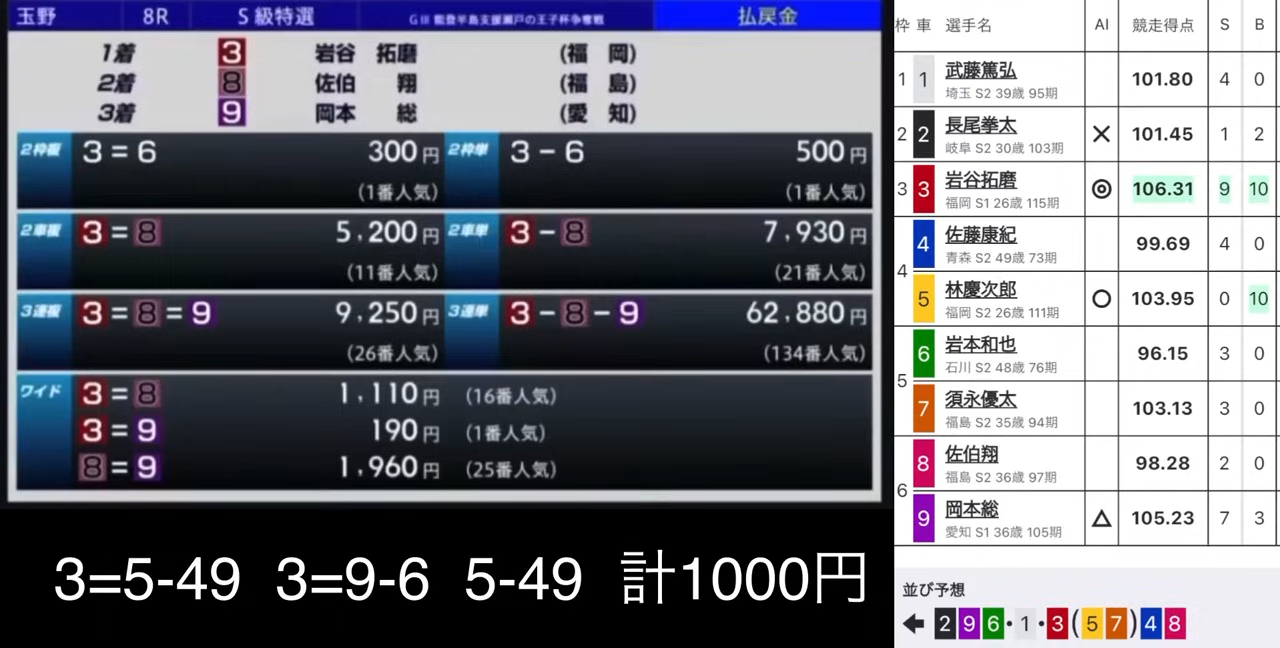 玉野 8R S級特選 GⅢ 能登半島支援瀬戸の王子杯争奪戦 払戻金
1着 3 岩谷 拓磨 (福 岡)
2着 8 佐伯 翔 (福 島)
3着 9 岡本 総 (愛 知)
2枠複 3=6 300円 2枠単 3-6 500円
(1番人気) (1番人気)
2車複 3=8 5,200円 2車単 3-8 7,930円
(11番人気) (21番人気)
3連複 3=8=9 9,250円 3連単 3-8-9 62,880円
(26番人気) (134番人気)
ワイド 3=8 1,110円 (16番人気)
3=9 190円 (1番人気)
8=9 1,960円 (25番人気)
3=5-49 3=9-6 5-49 計1000円
枠 車 選手名 AI 競走得点 S B
1 1 武藤篤弘 101.80 4 0
埼玉 S2 39歳 95期
2 2 長尾拳太 × 101.45 1 2
岐阜 S2 30歳 103期
3 3 岩谷拓磨 ◎ 106.31 9 10
福岡 S1 26歳 115期
4 佐藤康紀 99.69 4 0
青森 S2 49歳 73期
4
5 林慶次郎 ○ 103.95 0 10
福岡 S2 26歳 111期
6 岩本和也 96.15 3 0
石川 S2 48歳 76期
5
7 須永優太 103.13 3 0
福島 S2 35歳 94期
8 佐伯翔 98.28 2 0
福島 S2 36歳 97期
6
9 岡本総 △ 105.23 7 3
愛知 S1 36歳 105期
並び予想
← 2 9 6・1・3(5 7)4 8